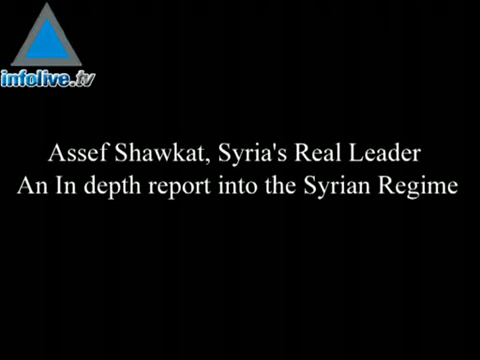 infolive.tv
Assef Shawkat, Syria's Real Leader
An In depth report into the Syrian Regime